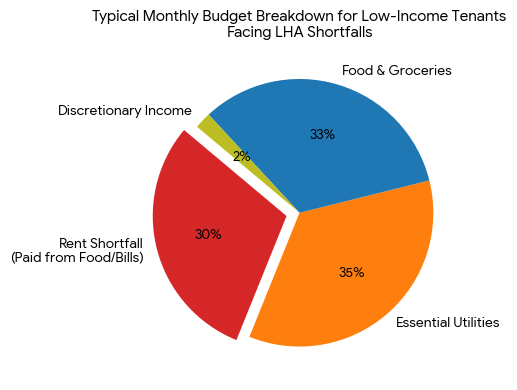 Typical Monthly Budget Breakdown for Low-Income Tenants
Facing LHA Shortfalls
Food & Groceries
Discretionary Income
33%
2%
Rent Shortfall
(Paid from Food/Bills)
30%
35%
Essential Utilities